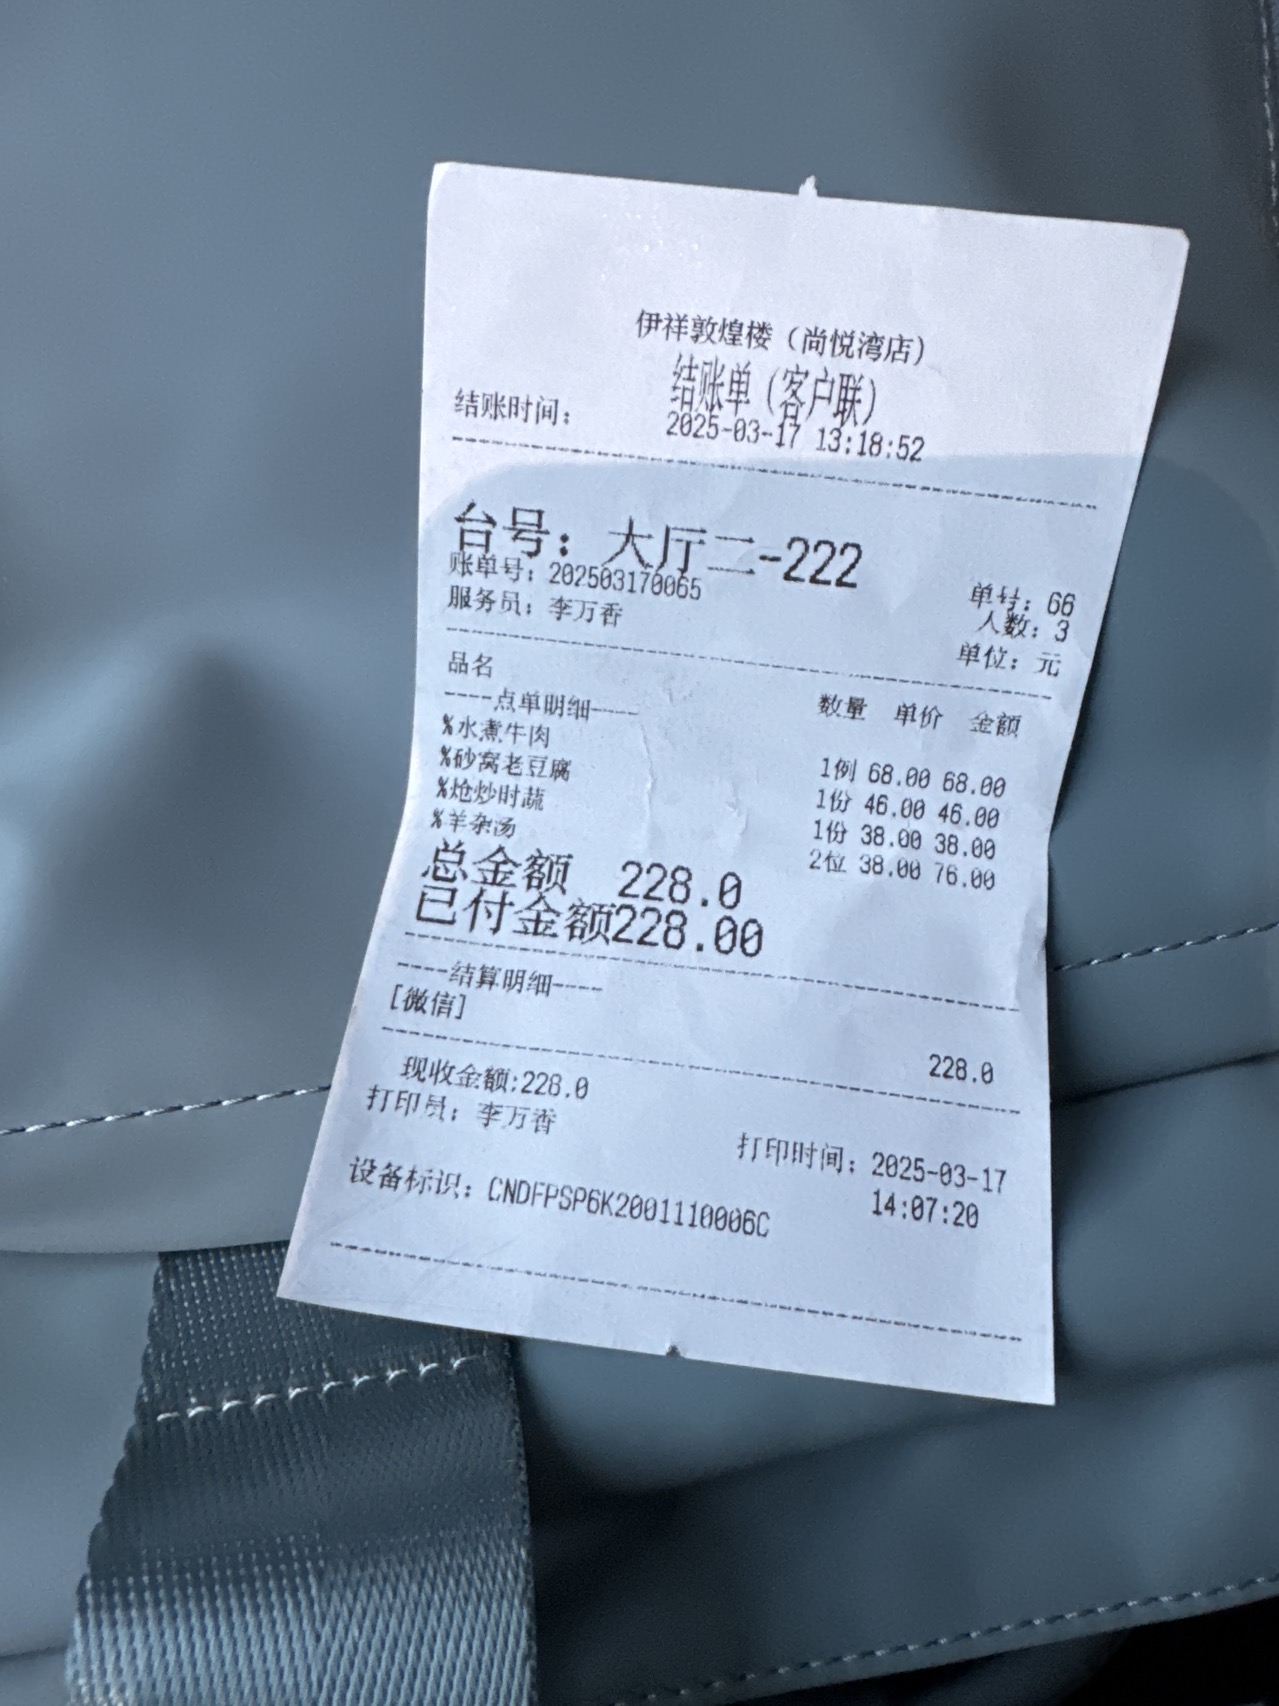 伊祥敦煌楼（尚悦湾店）
结账单（客户联）
结账时间： 2025-03-17 13:18:52
台号：大厅二-222
账单号：202503170065 单号：66
服务员：李万香 人数：3
单位：元
品名 数量 单价 金额
----点单明细----
%水煮牛肉 1例 68.00 68.00
%砂窝老豆腐 1份 46.00 46.00
%炝炒时蔬 1份 38.00 38.00
%羊杂汤 2位 38.00 76.00
总金额 228.0
已付金额228.00
----结算明细----
[微信] 228.0
现收金额:228.0
打印员：李万香 打印时间：2025-03-17
14:07:20
设备标识：CNDFPSP6K2001110006C